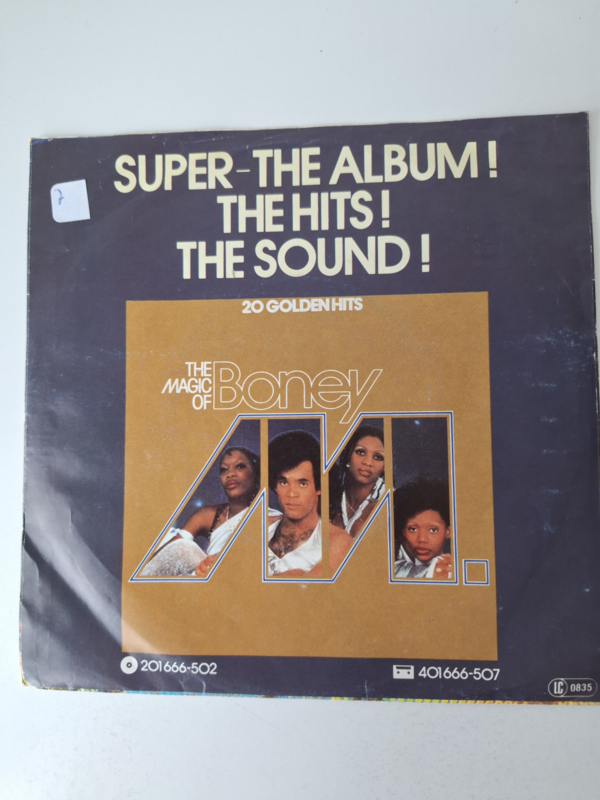 SUPER-THE ALBUM!
THE HITS!
THE SOUND!
20 GOLDEN HITS
THE
MAGIC
OF
Boney
M.
201666-502
401666-507
LC 0835